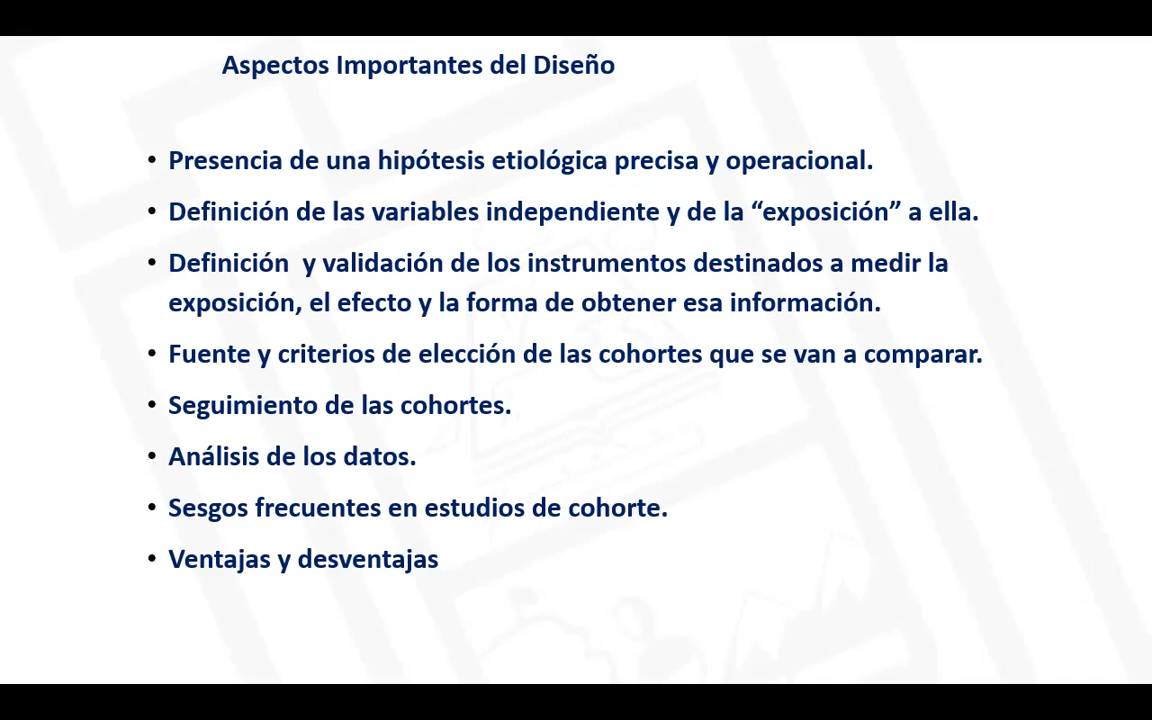 Aspectos Importantes del Diseño
• Presencia de una hipótesis etiológica precisa y operacional.
• Definición de las variables independiente y de la “exposición” a ella.
• Definición  y validación de los instrumentos destinados a medir la
exposición, el efecto y la forma de obtener esa información.
• Fuente y criterios de elección de las cohortes que se van a comparar.
• Seguimiento de las cohortes.
• Análisis de los datos.
• Sesgos frecuentes en estudios de cohorte.
• Ventajas y desventajas